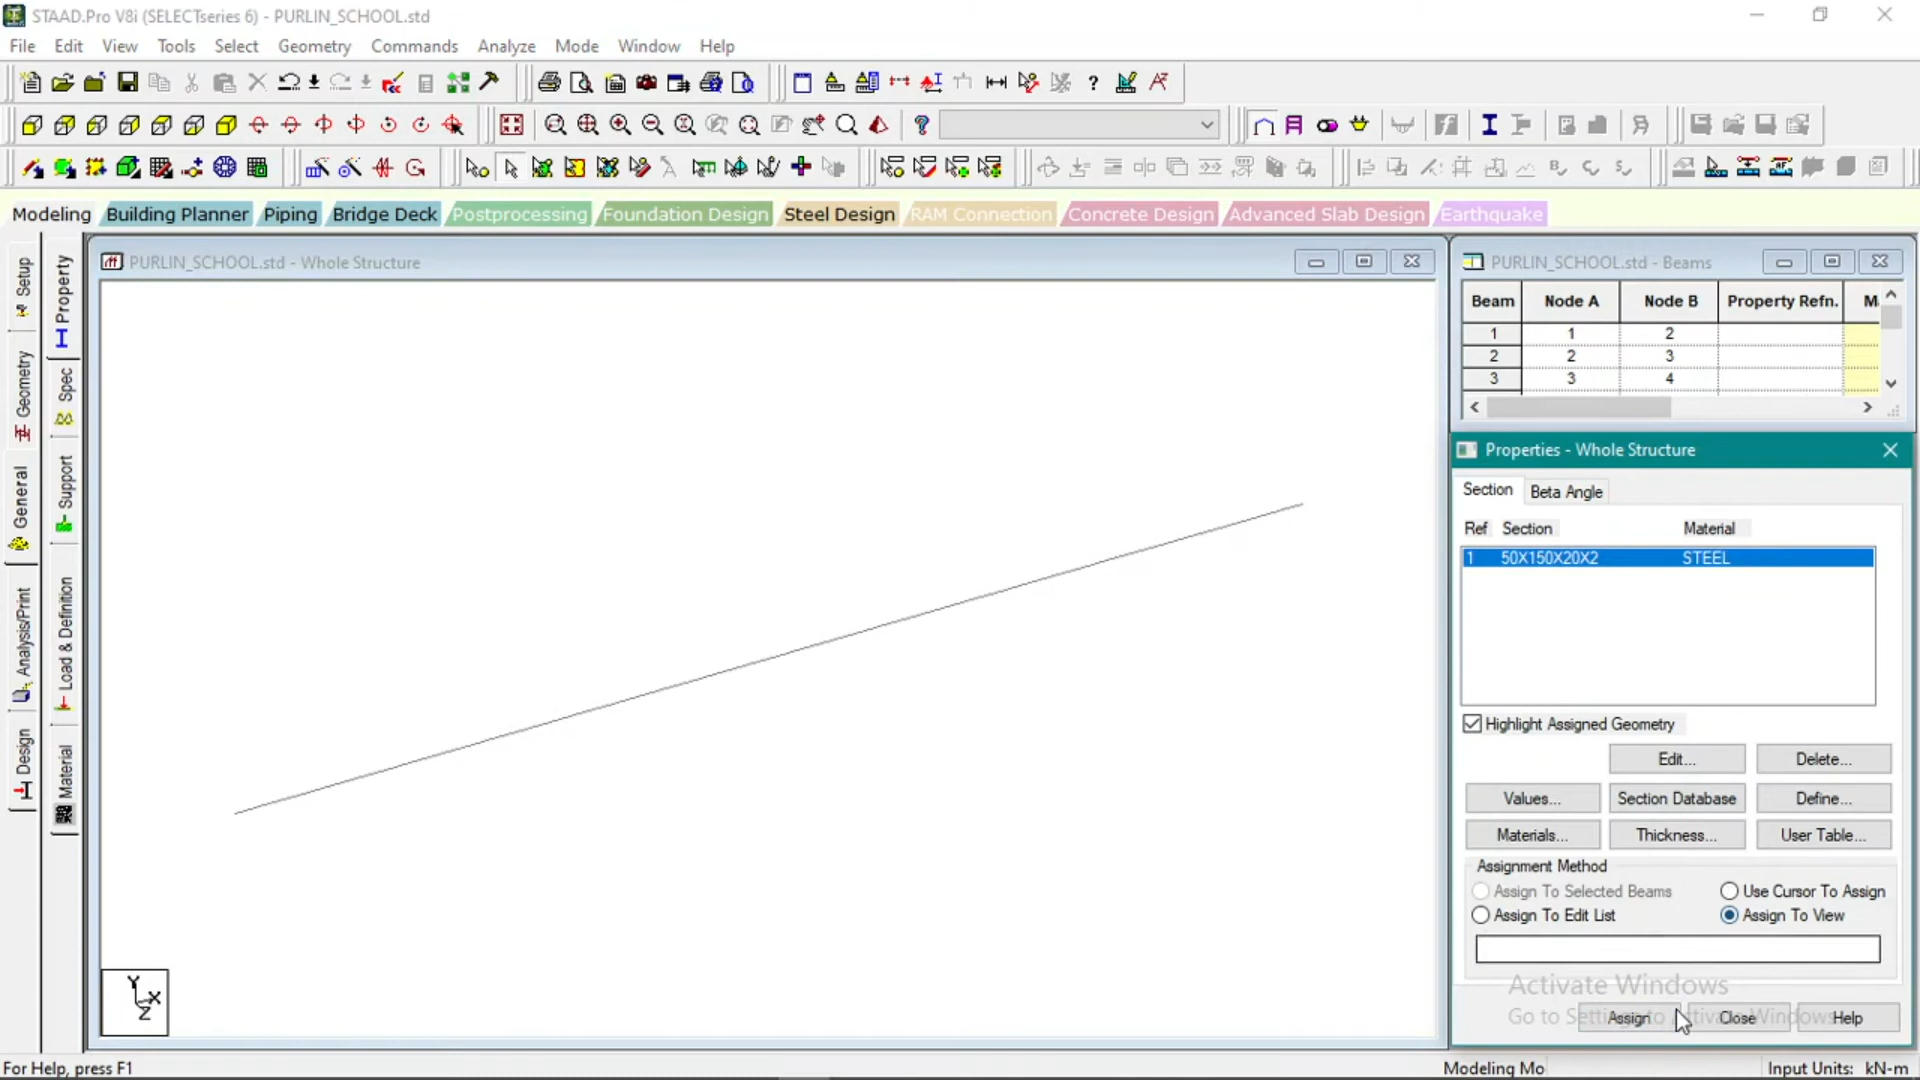 STAAD.Pro V8i (SELECTseries 6) - PURLIN_SCHOOL.std
File Edit View Tools Select Geometry Commands Analyze Mode Window Help
Modeling Building Planner Piping Bridge Deck Postprocessing Foundation Design Steel Design RAM Connection Concrete Design Advanced Slab Design Earthquake
Setup
Geometry
General
Analysis/Print
Design
Property
Spec
Support
Load & Definition
Material
PURLIN_SCHOOL.std - Whole Structure
Y
X
Z
PURLIN_SCHOOL.std - Beams
Beam Node A Node B Property Refn.
1 1 2
2 2 3
3 3 4
Properties - Whole Structure
Section Beta Angle
Ref Section Material
1 50X150X20X2 STEEL
Highlight Assigned Geometry
Edit... Delete...
Values... Section Database Define...
Materials... Thickness... User Table...
Assignment Method
Assign To Selected Beams Use Cursor To Assign
Assign To Edit List Assign To View
Activate Windows
Go to Settings to Activate Windows
Assign Close Help
For Help, press F1
Modeling Mo
Input Units: kN-m